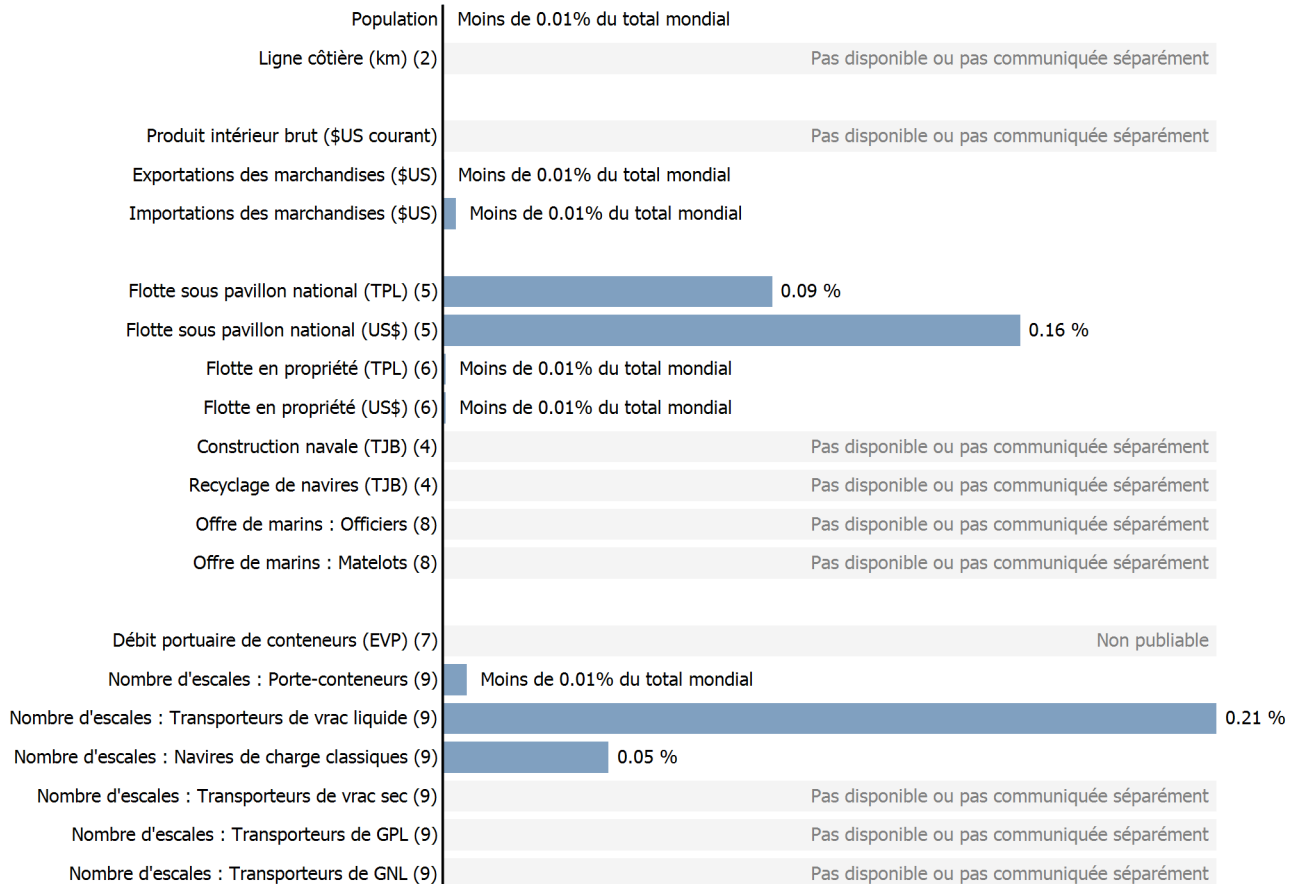 Population Moins de 0.01% du total mondial
Ligne côtière (km) (2) Pas disponible ou pas communiquée séparément
Produit intérieur brut ($US courant) Pas disponible ou pas communiquée séparément
Exportations des marchandises ($US) Moins de 0.01% du total mondial
Importations des marchandises ($US) Moins de 0.01% du total mondial
Flotte sous pavillon national (TPL) (5) 0.09 %
Flotte sous pavillon national (US$) (5) 0.16 %
Flotte en propriété (TPL) (6) Moins de 0.01% du total mondial
Flotte en propriété (US$) (6) Moins de 0.01% du total mondial
Construction navale (TJB) (4) Pas disponible ou pas communiquée séparément
Recyclage de navires (TJB) (4) Pas disponible ou pas communiquée séparément
Offre de marins : Officiers (8) Pas disponible ou pas communiquée séparément
Offre de marins : Matelots (8) Pas disponible ou pas communiquée séparément
Débit portuaire de conteneurs (EVP) (7) Non publiable
Nombre d'escales : Porte-conteneurs (9) Moins de 0.01% du total mondial
Nombre d'escales : Transporteurs de vrac liquide (9) 0.21 %
Nombre d'escales : Navires de charge classiques (9) 0.05 %
Nombre d'escales : Transporteurs de vrac sec (9) Pas disponible ou pas communiquée séparément
Nombre d'escales : Transporteurs de GPL (9) Pas disponible ou pas communiquée séparément
Nombre d'escales : Transporteurs de GNL (9) Pas disponible ou pas communiquée séparément